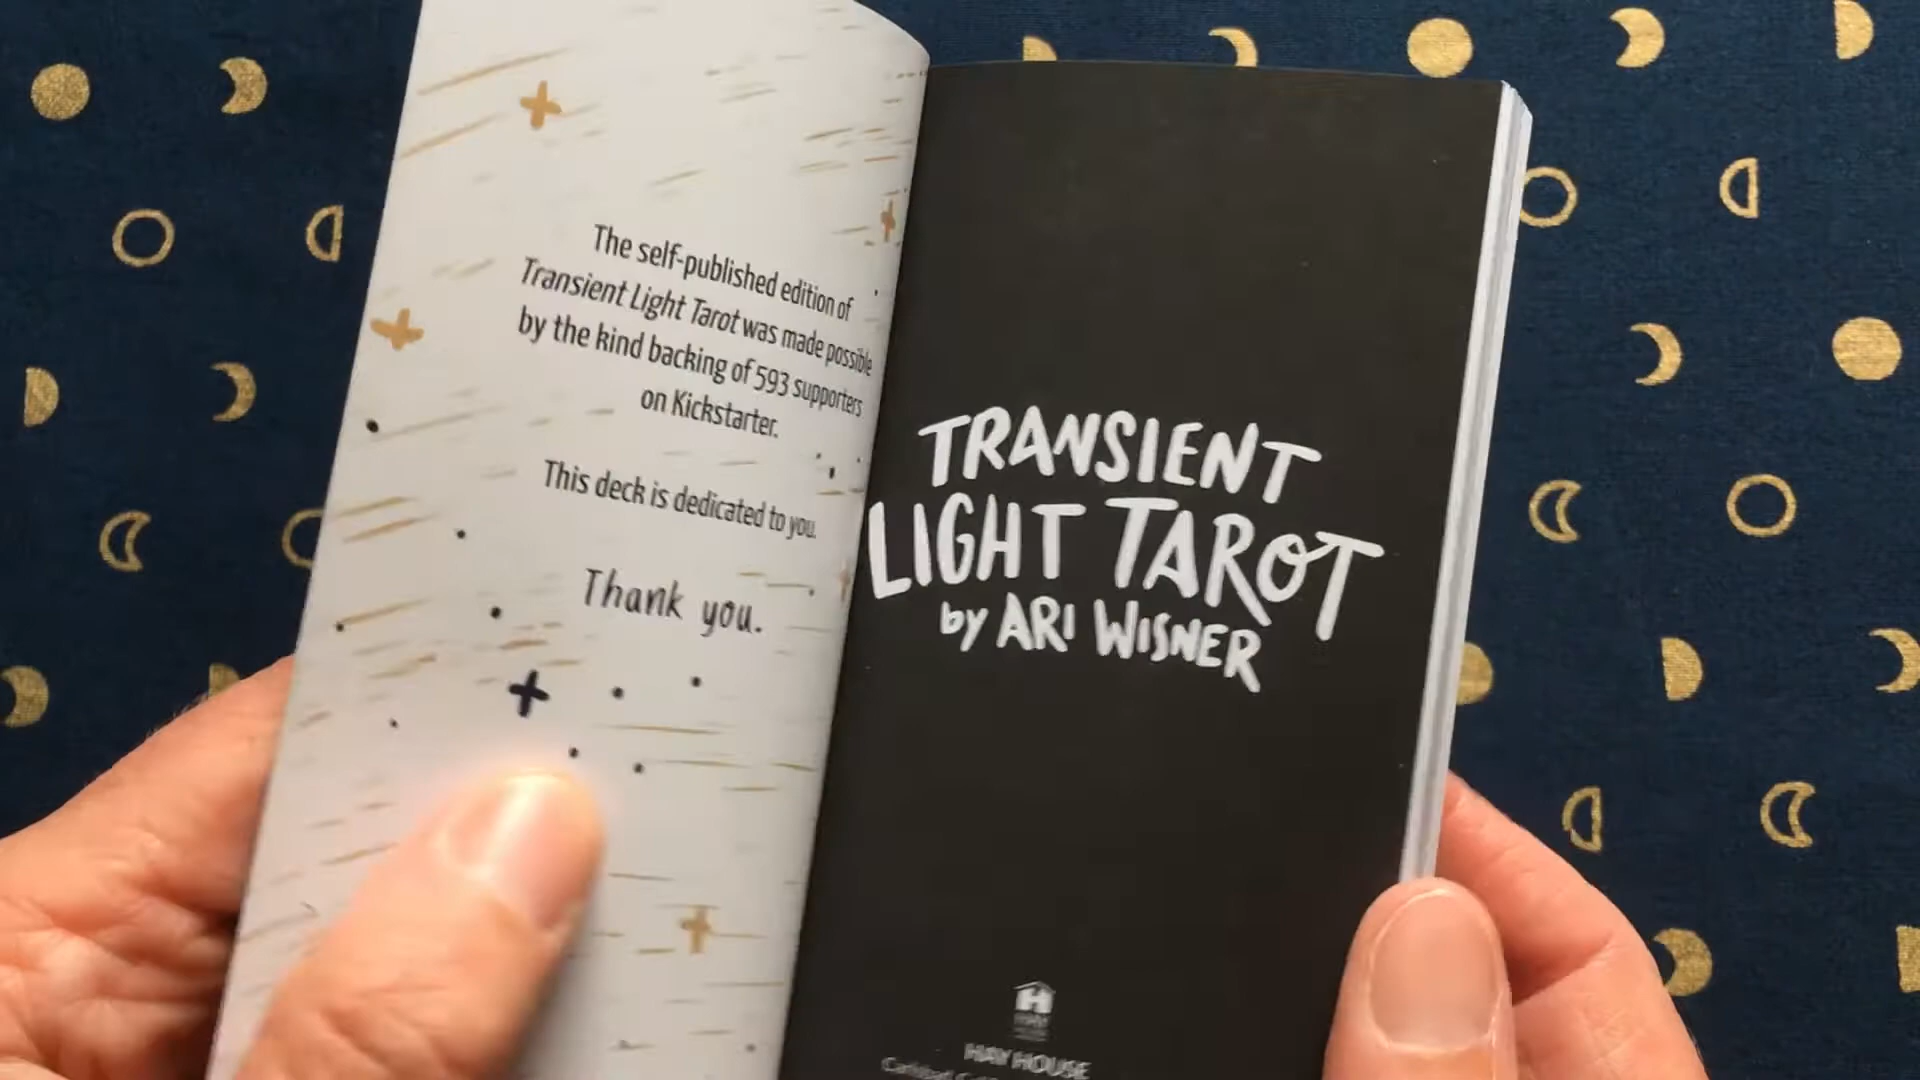 The self-published edition of
Transient Light Tarot was made possible
by the kind backing of 593 supporters
on Kickstarter.
This deck is dedicated to you.
Thank you.
TRANSIENT
LIGHT TAROT
by ARI WISNER
HAY HOUSE